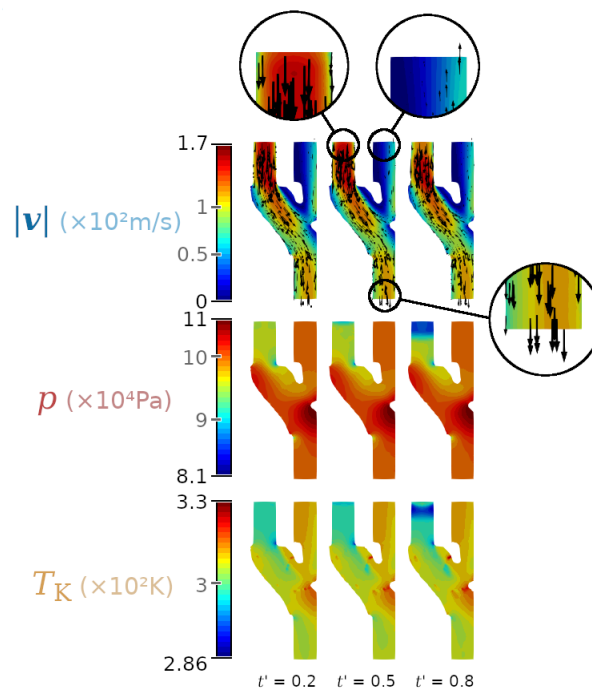 1.7
1
|v| (×10²m/s)
0.5
0
11
10
p (×10⁴Pa)
9
8.1
3.3
T_K (×10²K)
3
2.86
t' = 0.2 t' = 0.5 t' = 0.8